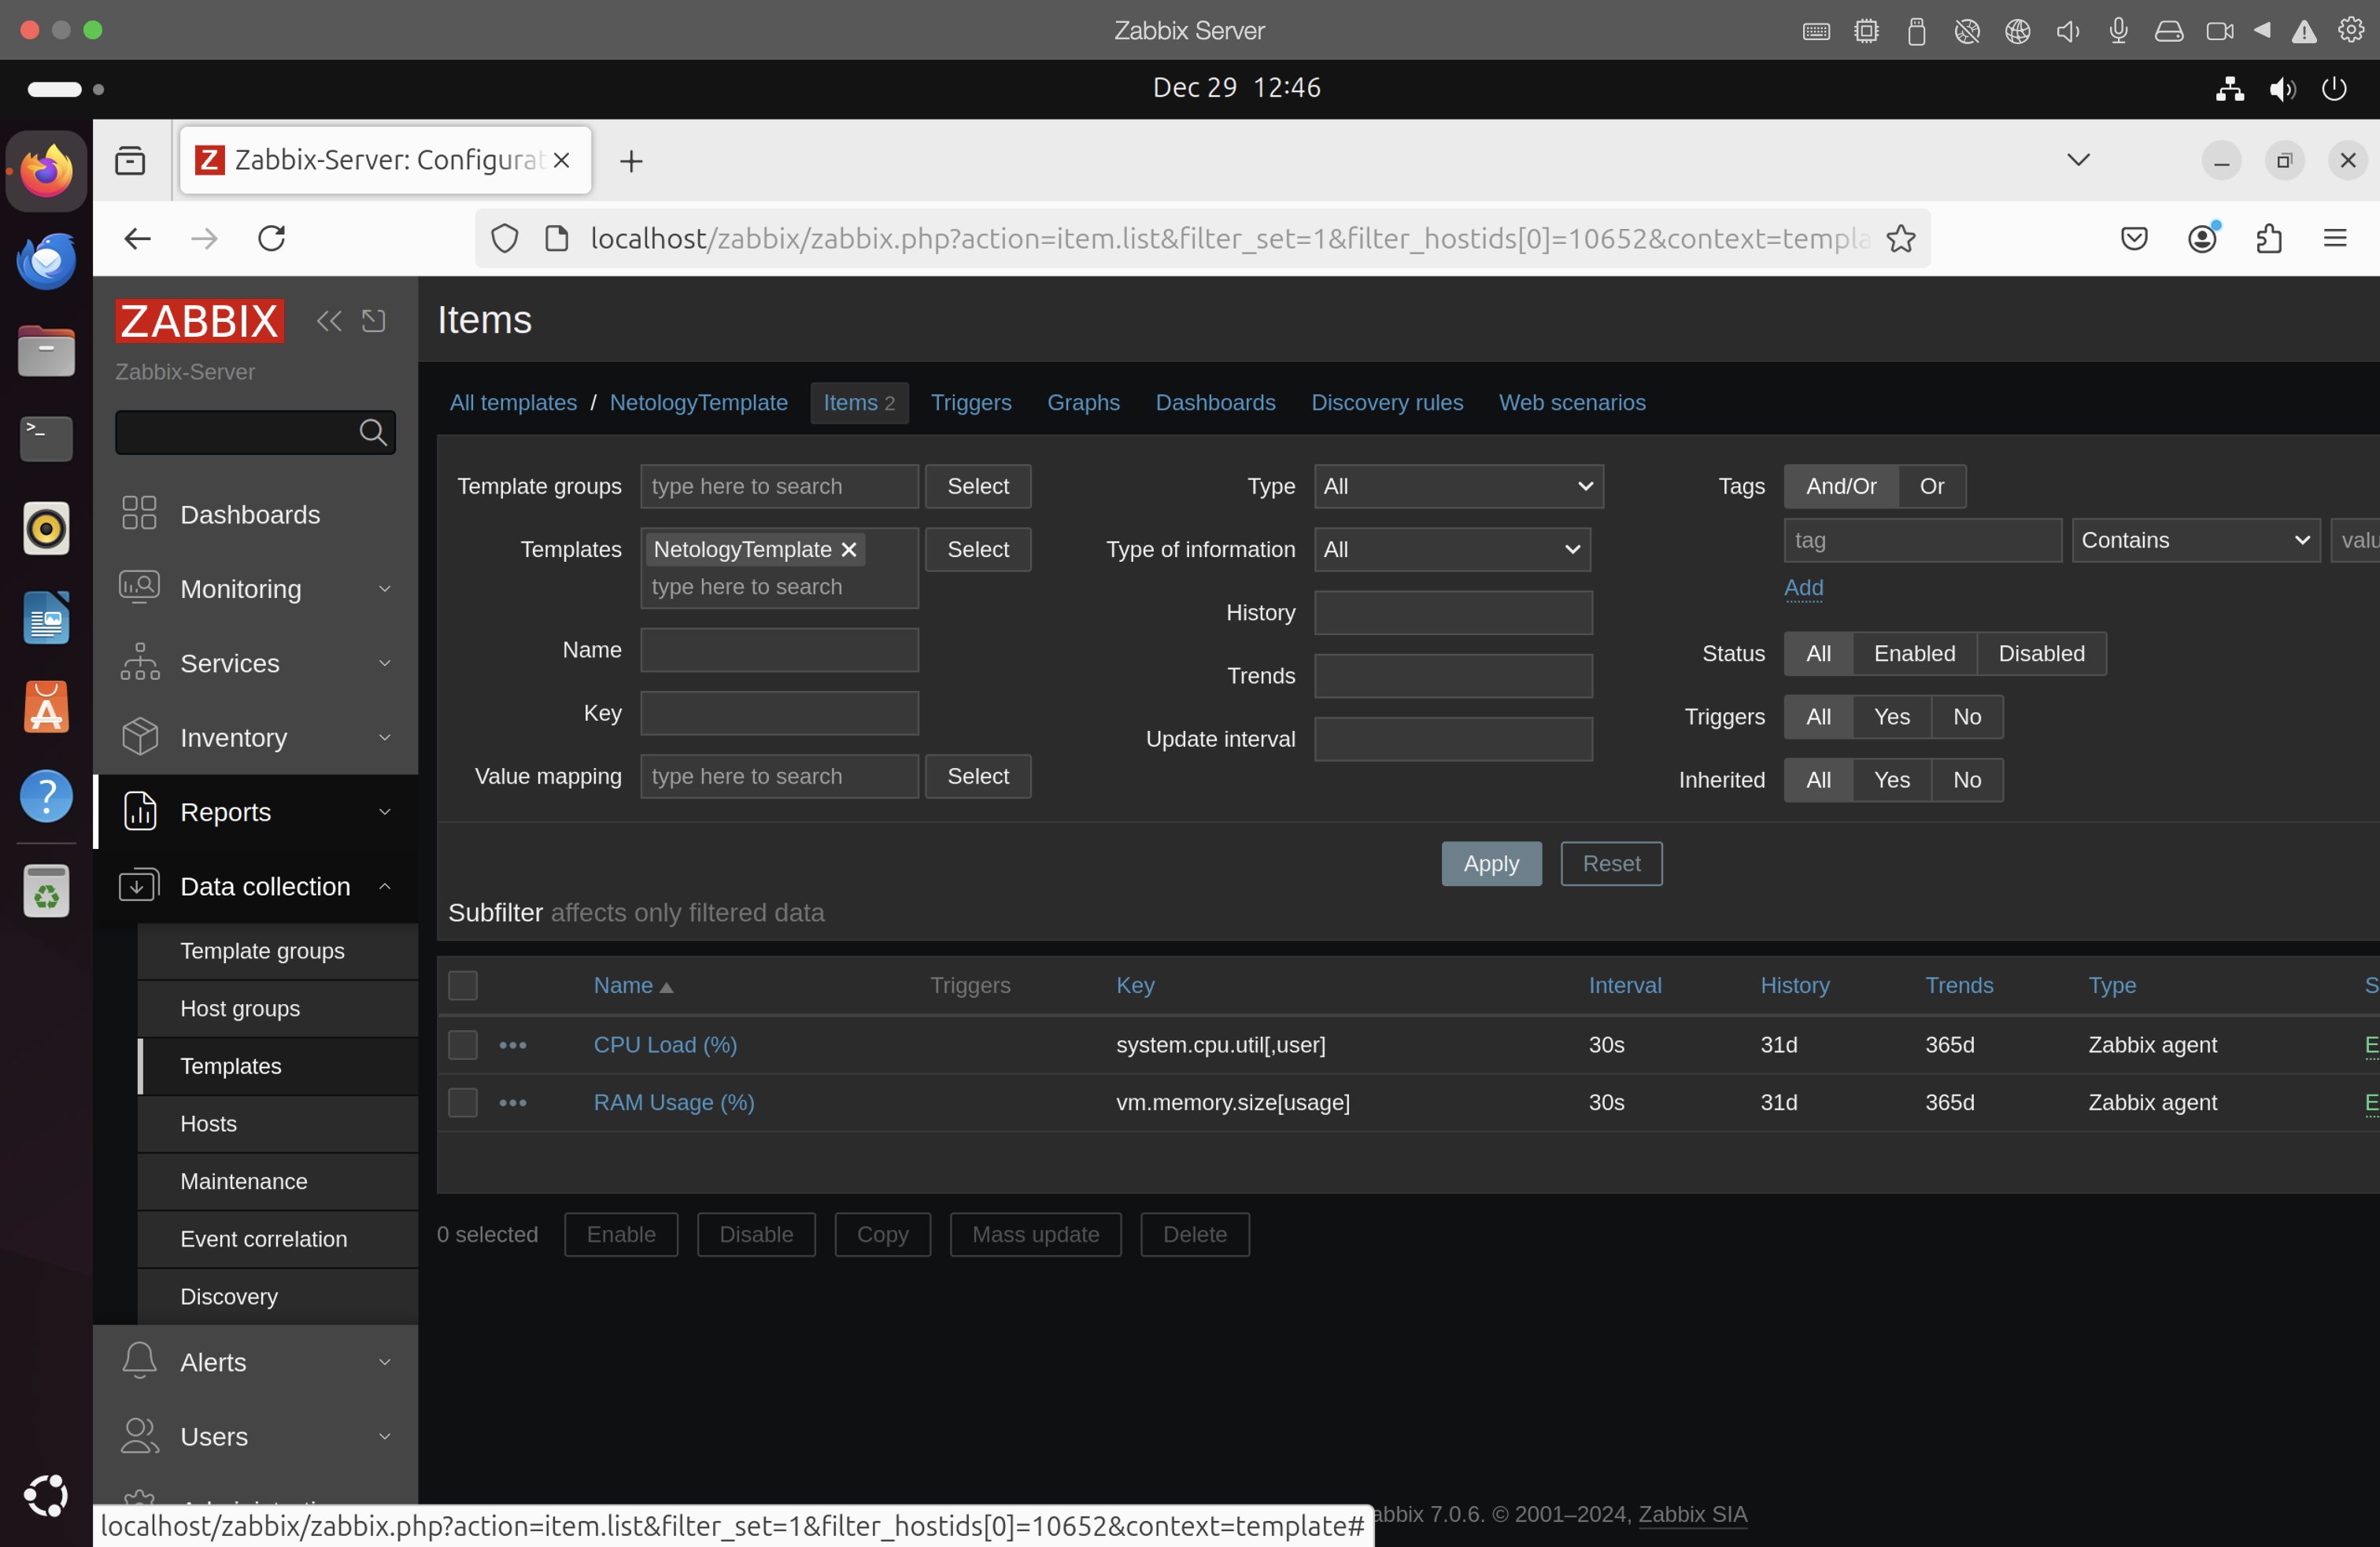 Zabbix Server
Dec 29 12:46
Z Zabbix-Server: Configurat
localhost/zabbix/zabbix.php?action=item.list&filter_set=1&filter_hostids[0]=10652&context=templa
ZABBIX
Zabbix-Server
Dashboards
Monitoring
Services
Inventory
Reports
Data collection
Template groups
Host groups
Templates
Hosts
Maintenance
Event correlation
Discovery
Alerts
Users
Items
All templates / NetologyTemplate Items 2 Triggers Graphs Dashboards Discovery rules Web scenarios
Template groups type here to search Select
Templates NetologyTemplate Select
type here to search
Name
Key
Value mapping type here to search Select
Type All
Type of information All
History
Trends
Update interval
Tags And/Or Or
tag Contains valu
Add
Status All Enabled Disabled
Triggers All Yes No
Inherited All Yes No
Apply Reset
Subfilter affects only filtered data
Name Triggers Key Interval History Trends Type S
CPU Load (%) system.cpu.util[,user] 30s 31d 365d Zabbix agent E
RAM Usage (%) vm.memory.size[usage] 30s 31d 365d Zabbix agent E
0 selected Enable Disable Copy Mass update Delete
abbix 7.0.6. © 2001–2024, Zabbix SIA
localhost/zabbix/zabbix.php?action=item.list&filter_set=1&filter_hostids[0]=10652&context=template#